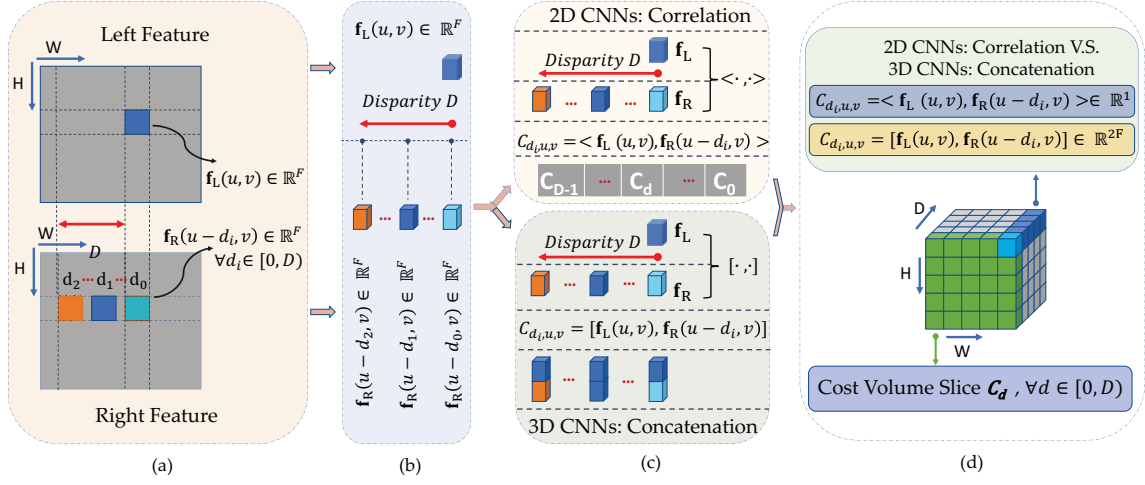 Left Feature
W
H
𝐟_L(u, v) ∈ ℝ^F
W
D
𝐟_R(u − d_i, v) ∈ ℝ^F
∀d_i ∈ [0, D)
H
d_2 ··· d_1 ··· d_0
Right Feature
(a)
𝐟_L(u, v) ∈ ℝ^F
Disparity D
··· ···
𝐟_R(u − d_2, v) ∈ ℝ^F
𝐟_R(u − d_1, v) ∈ ℝ^F
𝐟_R(u − d_0, v) ∈ ℝ^F
(b)
2D CNNs: Correlation
𝐟_L
Disparity D
<· ,·>
··· ··· 𝐟_R
C_{d_i,u,v} = < 𝐟_L (u, v), 𝐟_R(u − d_i, v) >
C_{D-1} ··· C_d ··· C_0
𝐟_L
Disparity D
[· ,·]
··· ··· 𝐟_R
C_{d_i,u,v} = [𝐟_L(u, v), 𝐟_R(u − d_i, v)]
··· ···
3D CNNs: Concatenation
(c)
2D CNNs: Correlation V.S.
3D CNNs: Concatenation
C_{d_i,u,v} = < 𝐟_L (u, v), 𝐟_R(u − d_i, v) > ∈ ℝ^1
C_{d_i,u,v} = [𝐟_L(u, v), 𝐟_R(u − d_i, v)] ∈ ℝ^{2F}
D
H
W
Cost Volume Slice C_d , ∀d ∈ [0, D)
(d)